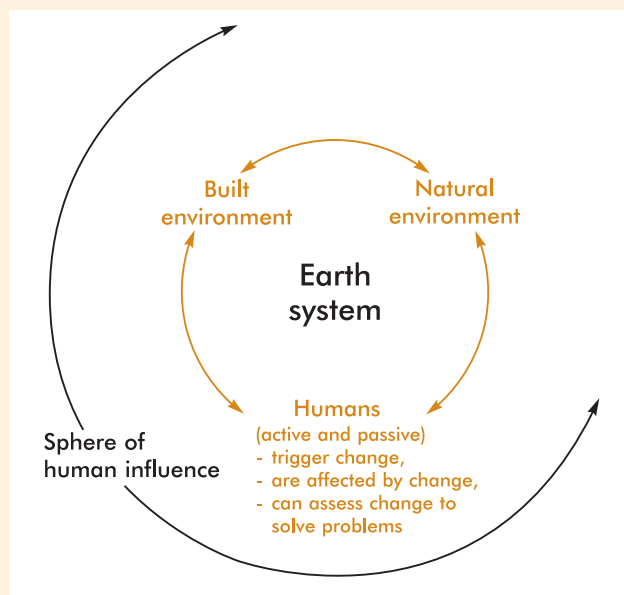 Built
environment
Natural
environment
Earth
system
Humans
(active and passive)
- trigger change,
- are affected by change,
- can assess change to
solve problems
Sphere of
human influence